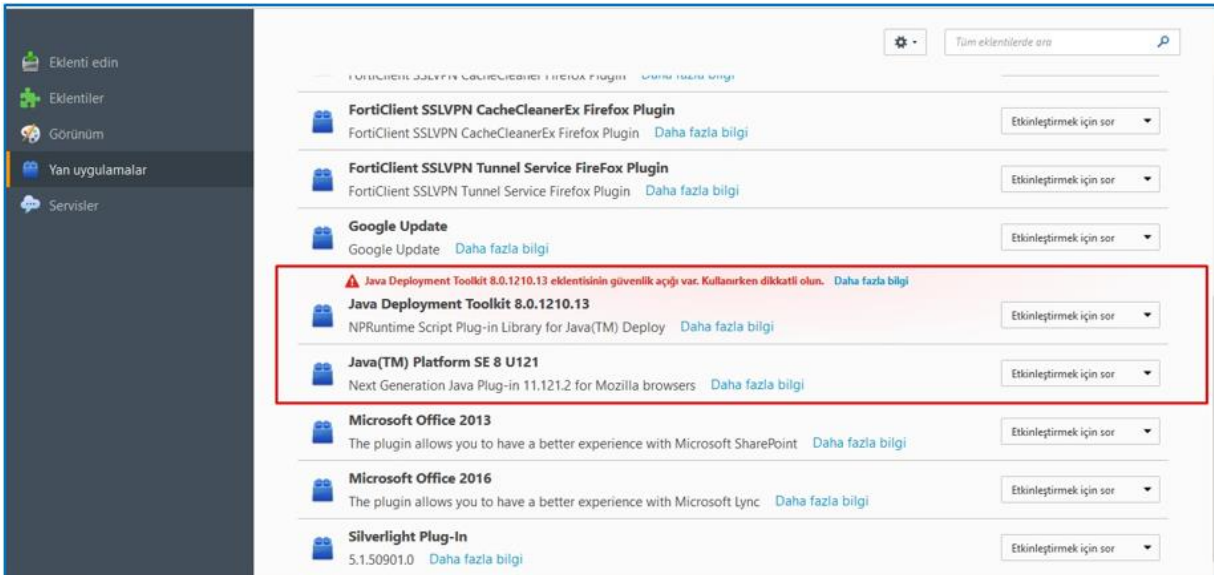 Tüm eklentilerde ara
Eklenti edin
Eklentiler
Görünüm
Yan uygulamalar
Servisler
FortiClient SSLVPN CacheCleaner Firefox Plugin Daha fazla bilgi
FortiClient SSLVPN CacheCleanerEx Firefox Plugin
FortiClient SSLVPN CacheCleanerEx Firefox Plugin Daha fazla bilgi
Etkinleştirmek için sor
FortiClient SSLVPN Tunnel Service FireFox Plugin
FortiClient SSLVPN Tunnel Service Firefox Plugin Daha fazla bilgi
Etkinleştirmek için sor
Google Update
Google Update Daha fazla bilgi
Etkinleştirmek için sor
Java Deployment Toolkit 8.0.1210.13 eklentisinin güvenlik açığı var. Kullanırken dikkatli olun. Daha fazla bilgi
Java Deployment Toolkit 8.0.1210.13
NPRuntime Script Plug-in Library for Java(TM) Deploy Daha fazla bilgi
Etkinleştirmek için sor
Java(TM) Platform SE 8 U121
Next Generation Java Plug-in 11.121.2 for Mozilla browsers Daha fazla bilgi
Etkinleştirmek için sor
Microsoft Office 2013
The plugin allows you to have a better experience with Microsoft SharePoint Daha fazla bilgi
Etkinleştirmek için sor
Microsoft Office 2016
The plugin allows you to have a better experience with Microsoft Lync Daha fazla bilgi
Etkinleştirmek için sor
Silverlight Plug-In
5.1.50901.0 Daha fazla bilgi
Etkinleştirmek için sor